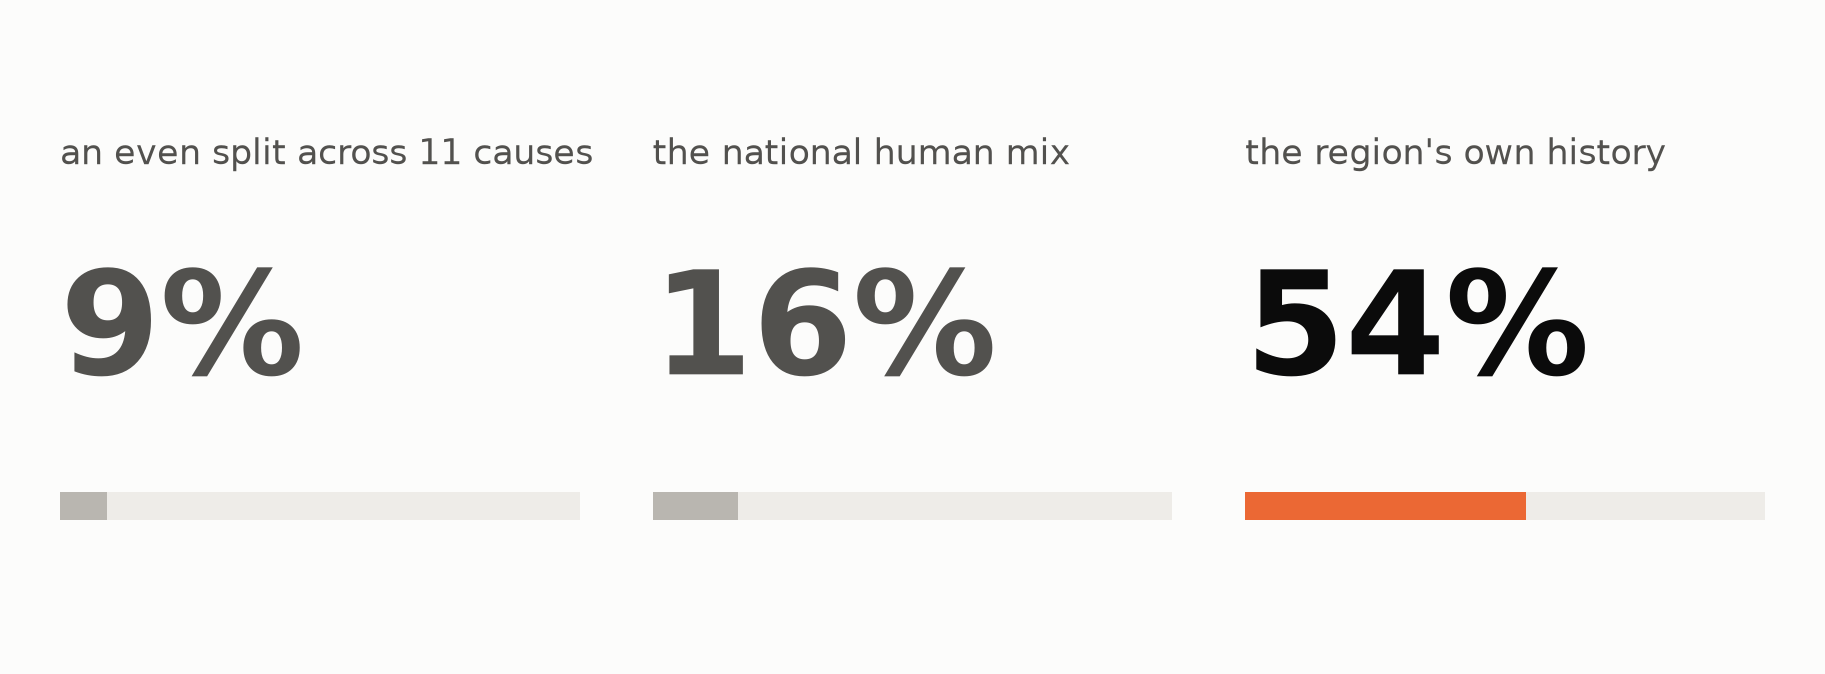 an even split across 11 causes
the national human mix
the region's own history
9%
16%
54%